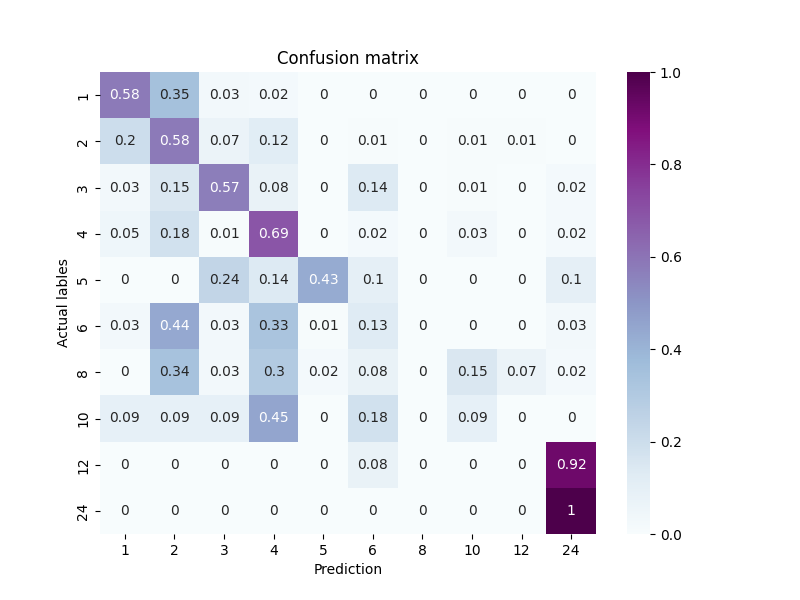 Confusion matrix
Actual lables
1 0.58 0.35 0.03 0.02 0 0 0 0 0 0
2 0.2 0.58 0.07 0.12 0 0.01 0 0.01 0.01 0
3 0.03 0.15 0.57 0.08 0 0.14 0 0.01 0 0.02
4 0.05 0.18 0.01 0.69 0 0.02 0 0.03 0 0.02
5 0 0 0.24 0.14 0.43 0.1 0 0 0 0.1
6 0.03 0.44 0.03 0.33 0.01 0.13 0 0 0 0.03
8 0 0.34 0.03 0.3 0.02 0.08 0 0.15 0.07 0.02
10 0.09 0.09 0.09 0.45 0 0.18 0 0.09 0 0
12 0 0 0 0 0 0.08 0 0 0 0.92
24 0 0 0 0 0 0 0 0 0 1
1 2 3 4 5 6 8 10 12 24
Prediction
1.0
0.8
0.6
0.4
0.2
0.0